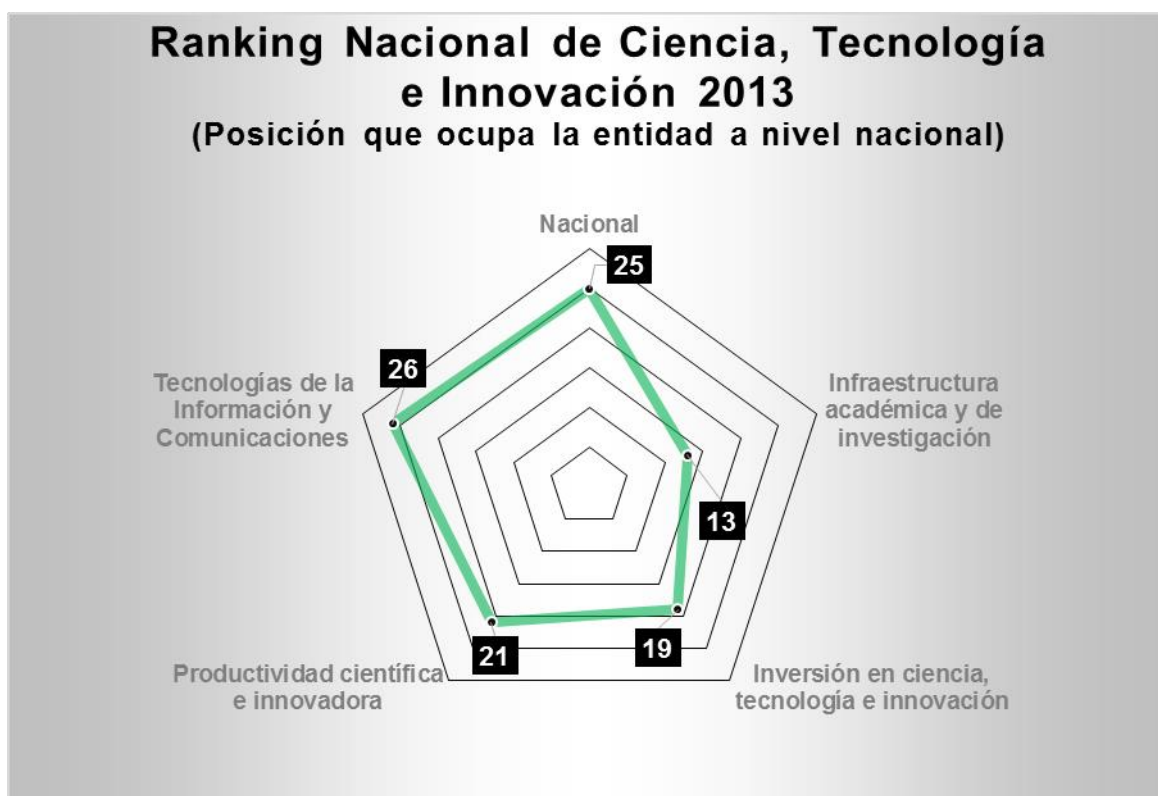 Ranking Nacional de Ciencia, Tecnología
e Innovación 2013
(Posición que ocupa la entidad a nivel nacional)
Nacional
25
26
Tecnologías de la
Información y
Comunicaciones
Infraestructura
académica y de
investigación
13
19
21
Productividad científica
e innovadora
Inversión en ciencia,
tecnología e innovación